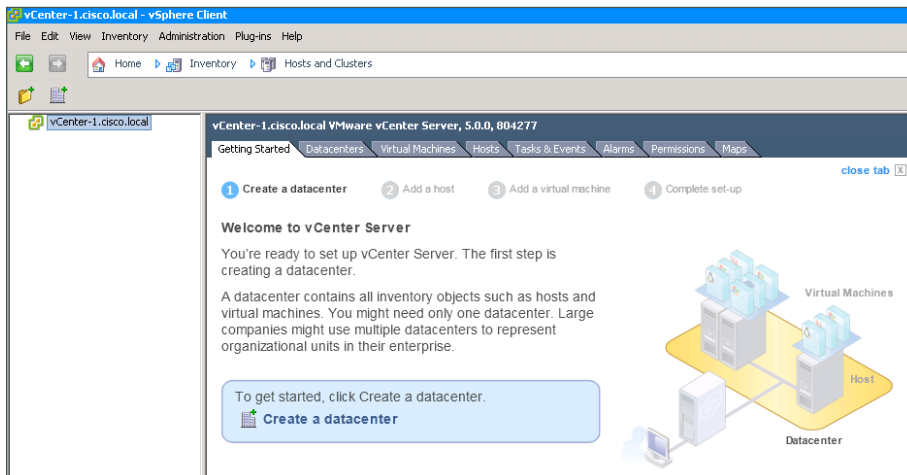 vCenter-1.cisco.local - vSphere Client
File Edit View Inventory Administration Plug-ins Help
Home Inventory Hosts and Clusters
vCenter-1.cisco.local
vCenter-1.cisco.local VMware vCenter Server, 5.0.0, 804277
Getting Started Datacenters Virtual Machines Hosts Tasks & Events Alarms Permissions Maps
close tab X
1 Create a datacenter 2 Add a host 3 Add a virtual machine 4 Complete set-up
Welcome to vCenter Server
You're ready to set up vCenter Server. The first step is
creating a datacenter.
A datacenter contains all inventory objects such as hosts and
virtual machines. You might need only one datacenter. Large
companies might use multiple datacenters to represent
organizational units in their enterprise.
To get started, click Create a datacenter.
Create a datacenter
Virtual Machines
Host
Datacenter